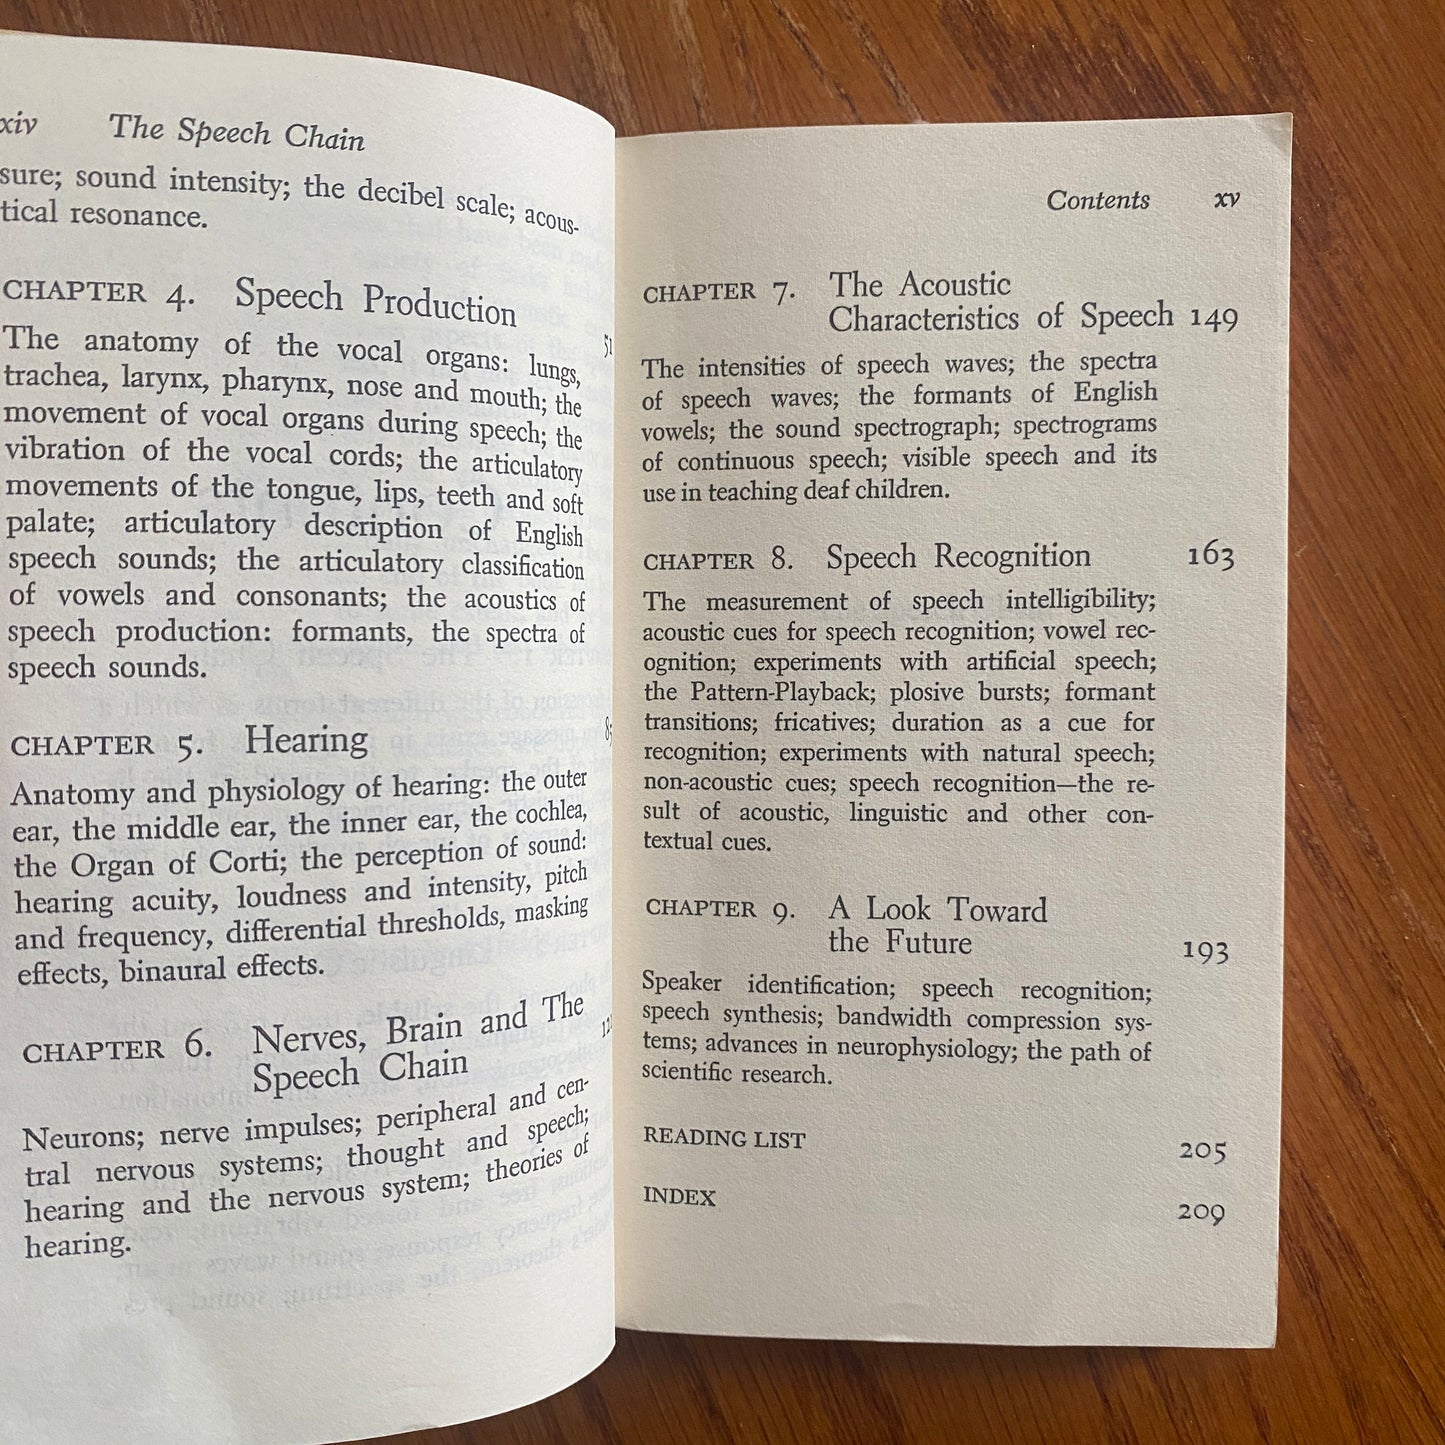 xiv The Speech Chain
sure; sound intensity; the decibel scale; acous-
tical resonance.
CHAPTER 4. Speech Production 51
The anatomy of the vocal organs: lungs,
trachea, larynx, pharynx, nose and mouth; the
movement of vocal organs during speech; the
vibration of the vocal cords; the articulatory
movements of the tongue, lips, teeth and soft
palate; articulatory description of English
speech sounds; the articulatory classification
of vowels and consonants; the acoustics of
speech production: formants, the spectra of
speech sounds.
CHAPTER 5. Hearing
Anatomy and physiology of hearing: the outer
ear, the middle ear, the inner ear, the cochlea,
the Organ of Corti; the perception of sound:
hearing acuity, loudness and intensity, pitch
and frequency, differential thresholds, masking
effects, binaural effects.
CHAPTER 6. Nerves, Brain and The
Speech Chain
Neurons; nerve impulses; peripheral and cen-
tral nervous systems; thought and speech;
hearing and the nervous system; theories of
hearing.
Contents xv
CHAPTER 7. The Acoustic
Characteristics of Speech 149
The intensities of speech waves; the spectra
of speech waves; the formants of English
vowels; the sound spectrograph; spectrograms
of continuous speech; visible speech and its
use in teaching deaf children.
CHAPTER 8. Speech Recognition 163
The measurement of speech intelligibility;
acoustic cues for speech recognition; vowel rec-
ognition; experiments with artificial speech;
the Pattern-Playback; plosive bursts; formant
transitions; fricatives; duration as a cue for
recognition; experiments with natural speech;
non-acoustic cues; speech recognition—the re-
sult of acoustic, linguistic and other con-
textual cues.
CHAPTER 9. A Look Toward
the Future 193
Speaker identification; speech recognition;
speech synthesis; bandwidth compression sys-
tems; advances in neurophysiology; the path of
scientific research.
READING LIST 205
INDEX 209